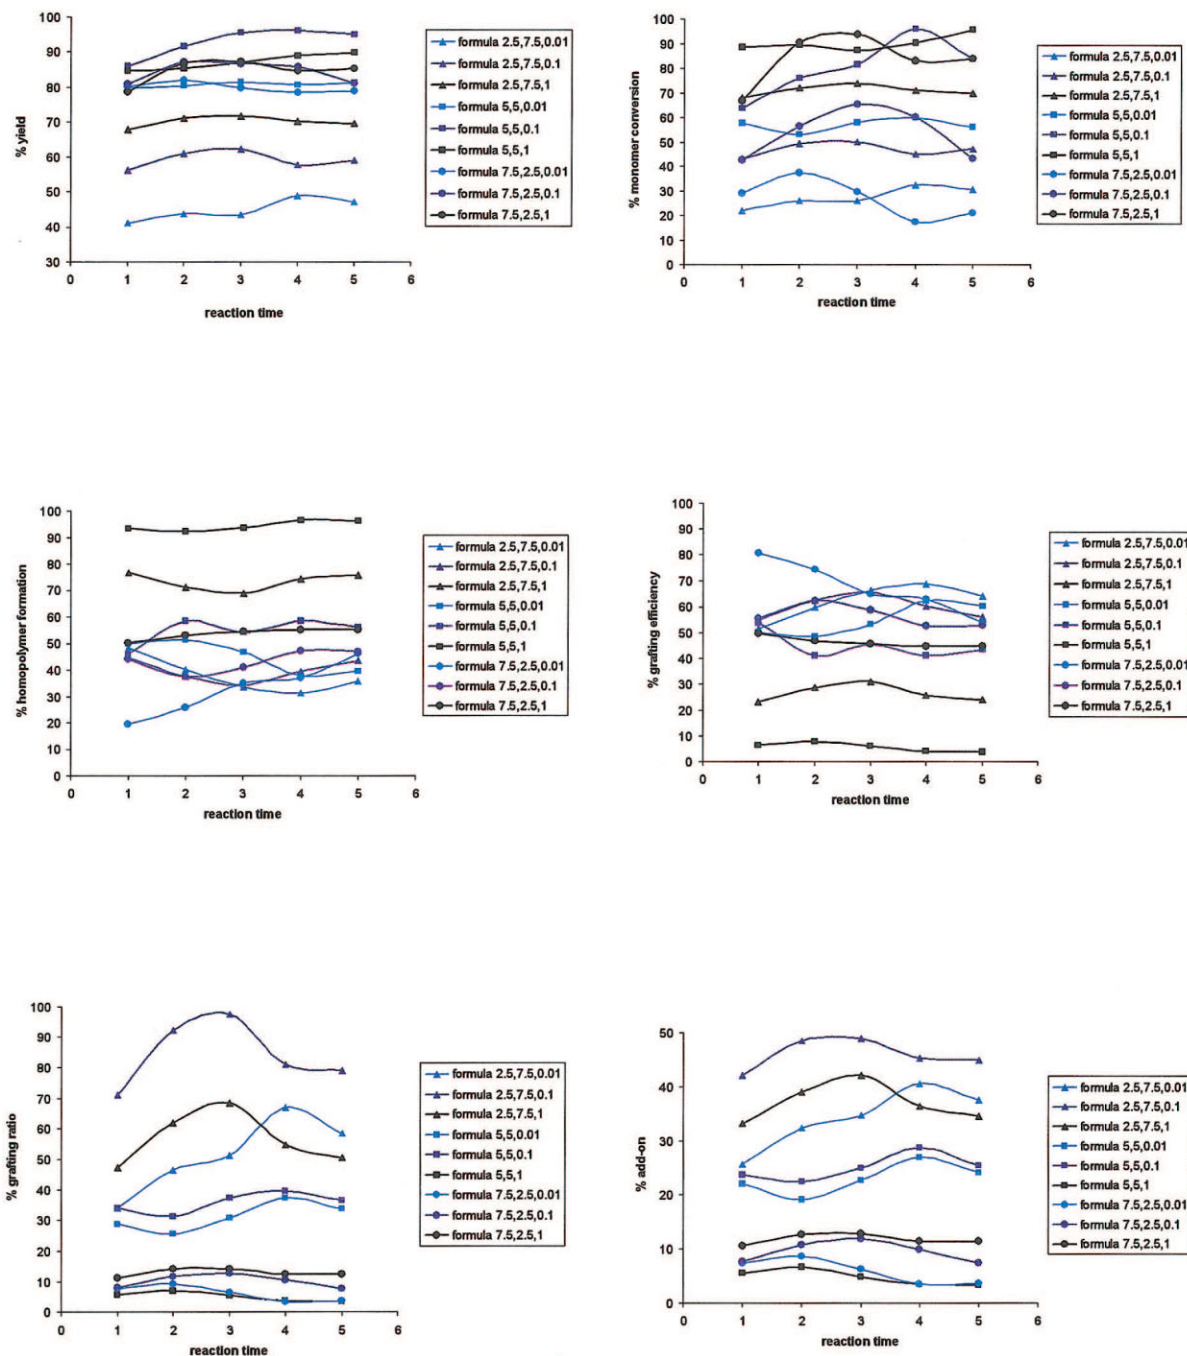 % yield
100
90
80
70
60
50
40
30
0 1 2 3 4 5 6
reaction time
formula 2.5,7.5,0.01
formula 2.5,7.5,0.1
formula 2.5,7.5,1
formula 5,5,0.01
formula 5,5,0.1
formula 5,5,1
formula 7.5,2.5,0.01
formula 7.5,2.5,0.1
formula 7.5,2.5,1
% monomer conversion
100
90
80
70
60
50
40
30
20
10
0
0 1 2 3 4 5 6
reaction time
formula 2.5,7.5,0.01
formula 2.5,7.5,0.1
formula 2.5,7.5,1
formula 5,5,0.01
formula 5,5,0.1
formula 5,5,1
formula 7.5,2.5,0.01
formula 7.5,2.5,0.1
formula 7.5,2.5,1
% homopolymer formation
100
90
80
70
60
50
40
30
20
10
0
0 1 2 3 4 5 6
reaction time
formula 2.5,7.5,0.01
formula 2.5,7.5,0.1
formula 2.5,7.5,1
formula 5,5,0.01
formula 5,5,0.1
formula 5,5,1
formula 7.5,2.5,0.01
formula 7.5,2.5,0.1
formula 7.5,2.5,1
% grafting efficiency
100
90
80
70
60
50
40
30
20
10
0
0 1 2 3 4 5 6
reaction time
formula 2.5,7.5,0.01
formula 2.5,7.5,0.1
formula 2.5,7.5,1
formula 5,5,0.01
formula 5,5,0.1
formula 5,5,1
formula 7.5,2.5,0.01
formula 7.5,2.5,0.1
formula 7.5,2.5,1
% grafting ratio
100
90
80
70
60
50
40
30
20
10
0
0 1 2 3 4 5 6
reaction time
formula 2.5,7.5,0.01
formula 2.5,7.5,0.1
formula 2.5,7.5,1
formula 5,5,0.01
formula 5,5,0.1
formula 5,5,1
formula 7.5,2.5,0.01
formula 7.5,2.5,0.1
formula 7.5,2.5,1
% add-on
50
40
30
20
10
0
0 1 2 3 4 5 6
reaction time
formula 2.5,7.5,0.01
formula 2.5,7.5,0.1
formula 2.5,7.5,1
formula 5,5,0.01
formula 5,5,0.1
formula 5,5,1
formula 7.5,2.5,0.01
formula 7.5,2.5,0.1
formula 7.5,2.5,1